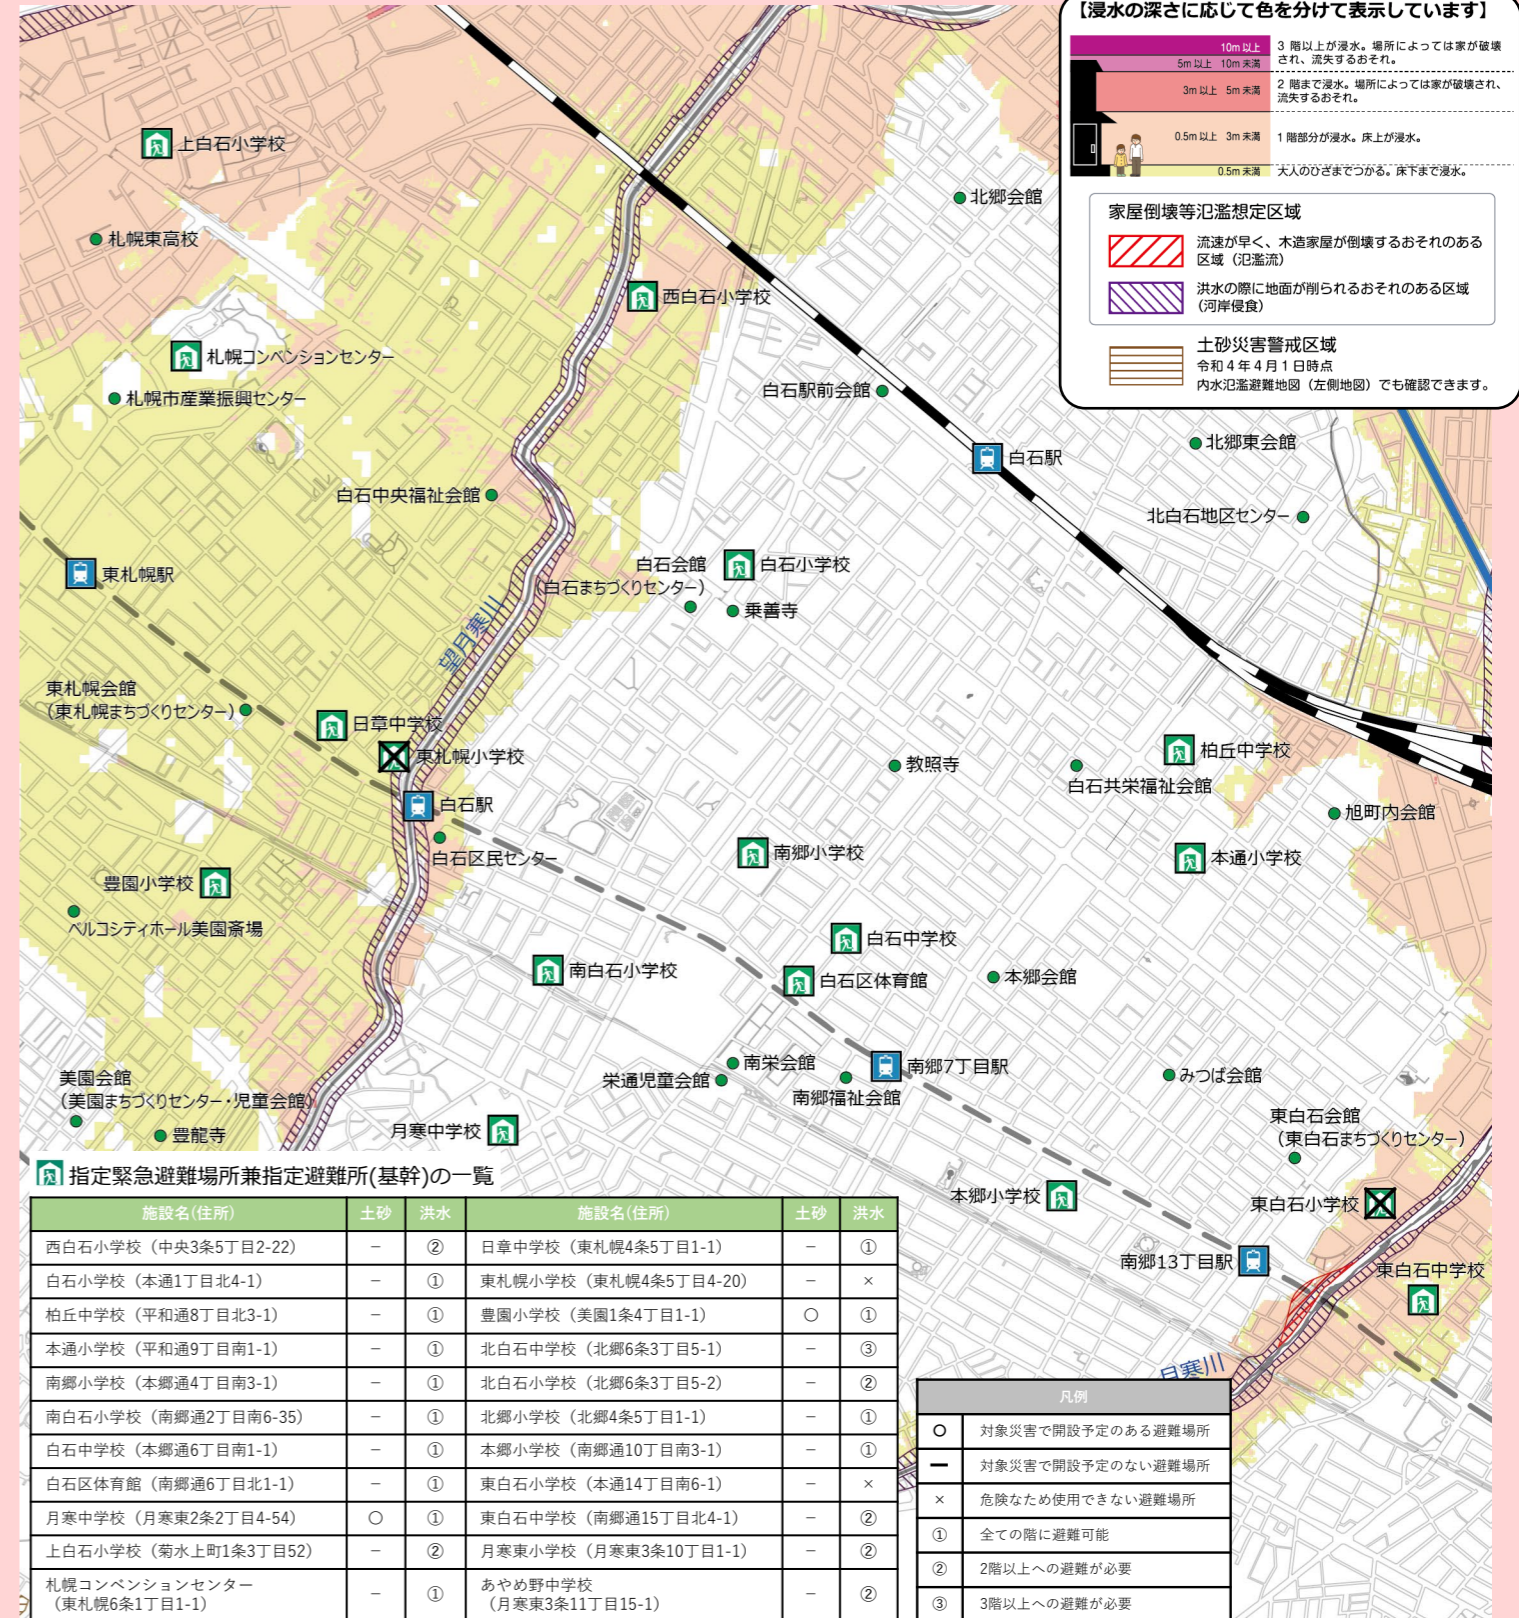 【浸水の深さに応じて色を分けて表示しています】
10m以上
3 階以上が浸水。場所によっては家が破壊
され、流失するおそれ。
5m以上 10m未満
3m以上 5m未満
2 階まで浸水。場所によっては家が破壊され、
流失するおそれ。
0.5m以上 3m未満
1 階部分が浸水。床上が浸水。
0.5m未満
大人のひざまでつかる。床下まで浸水。
家屋倒壊等氾濫想定区域
流速が早く、木造家屋が倒壊するおそれのある
区域（氾濫流）
洪水の際に地面が削られるおそれのある区域
（河岸侵食）
土砂災害警戒区域
令和４年４月１日時点
内水氾濫避難地図（左側地図）でも確認できます。
上白石小学校
北郷会館
札幌東高校
西白石小学校
札幌コンベンションセンター
白石駅前会館
札幌市産業振興センター
北郷東会館
白石駅
白石中央福祉会館
北白石地区センター
白石会館
（白石まちづくりセンター）
白石小学校
東札幌駅
乗善寺
望月寒川
東札幌会館
（東札幌まちづくりセンター）
日章中学校
東札幌小学校
教照寺
柏丘中学校
白石共栄福祉会館
白石駅
旭町内会館
白石区民センター
南郷小学校
本通小学校
豊園小学校
ベルコシティホール美園斎場
白石中学校
南白石小学校
白石区体育館
本郷会館
南栄会館
南郷7丁目駅
栄通児童会館
南郷福祉会館
みつば会館
美園会館
（美園まちづくりセンター・児童会館）
豊龍寺
月寒中学校
東白石会館
（東白石まちづくりセンター）
本郷小学校
東白石小学校
南郷13丁目駅
東白石中学校
月寒川
指定緊急避難場所兼指定避難所(基幹)の一覧
施設名(住所) 土砂 洪水 施設名(住所) 土砂 洪水
西白石小学校（中央3条5丁目2-22） － ② 日章中学校（東札幌4条5丁目1-1） － ①
白石小学校（本通1丁目北4-1） － ① 東札幌小学校（東札幌4条5丁目4-20） － ×
柏丘中学校（平和通8丁目北3-1） － ① 豊園小学校（美園1条4丁目1-1） 〇 ①
本通小学校（平和通9丁目南1-1） － ① 北白石中学校（北郷6条3丁目5-1） － ③
南郷小学校（本郷通4丁目南3-1） － ① 北白石小学校（北郷6条3丁目5-2） － ②
南白石小学校（南郷通2丁目南6-35） － ① 北郷小学校（北郷4条5丁目1-1） － ①
白石中学校（本郷通6丁目南1-1） － ① 本郷小学校（南郷通10丁目南3-1） － ①
白石区体育館（南郷通6丁目北1-1） － ① 東白石小学校（本通14丁目南6-1） － ×
月寒中学校（月寒東2条2丁目4-54） 〇 ① 東白石中学校（南郷通15丁目北4-1） － ②
上白石小学校（菊水上町1条3丁目52） － ② 月寒東小学校（月寒東3条10丁目1-1） － ②
札幌コンベンションセンター
（東札幌6条1丁目1-1） － ① あやめ野中学校
（月寒東3条11丁目15-1） － ②
凡例
〇 対象災害で開設予定のある避難場所
ー 対象災害で開設予定のない避難場所
× 危険なため使用できない避難場所
① 全ての階に避難可能
② 2階以上への避難が必要
③ 3階以上への避難が必要